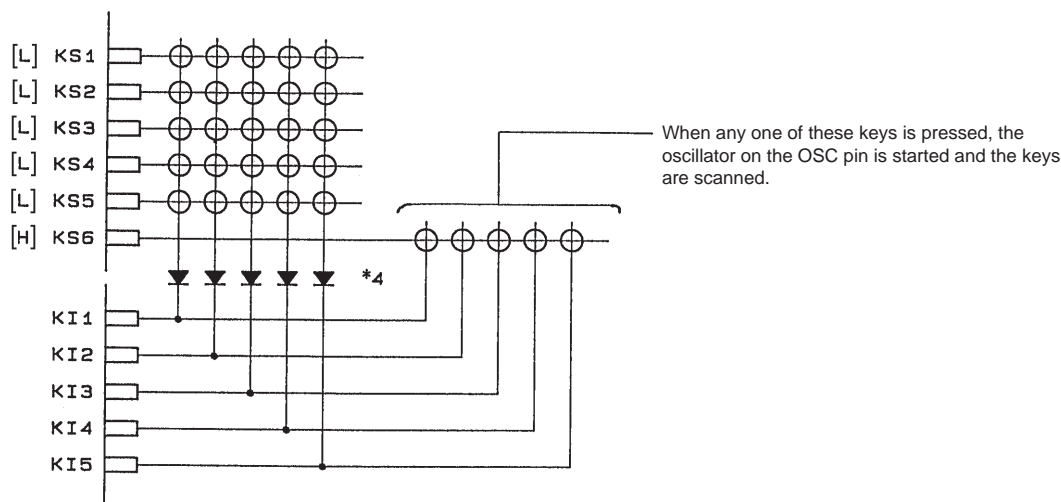 [L] KS1
[L] KS2
[L] KS3
[L] KS4
[L] KS5
[H] KS6
When any one of these keys is pressed, the
oscillator on the OSC pin is started and the keys
are scanned.
*4
KI1
KI2
KI3
KI4
KI5